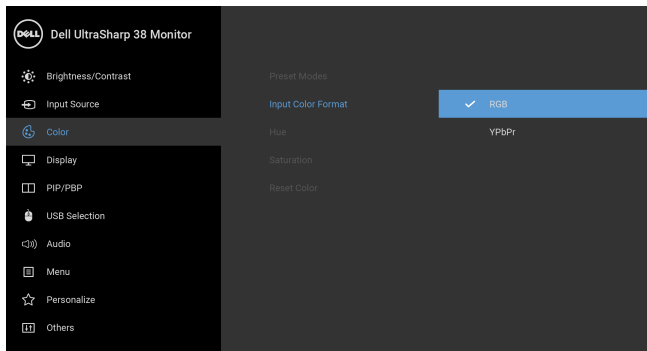 DELL Dell UltraSharp 38 Monitor
Brightness/Contrast
Preset Modes
Input Source
Input Color Format
RGB
Color
Hue
YPbPr
Display
Saturation
PIP/PBP
Reset Color
USB Selection
Audio
Menu
Personalize
Others